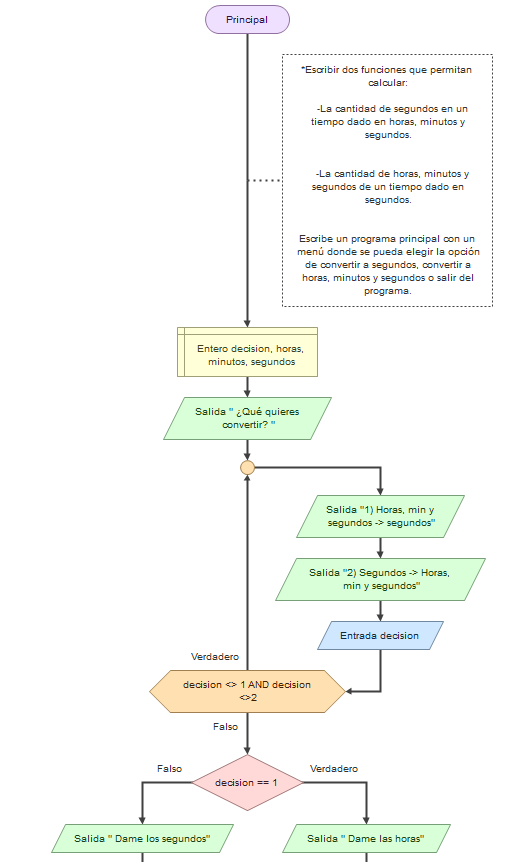 Principal
*Escribir dos funciones que permitan
calcular:
-La cantidad de segundos en un
tiempo dado en horas, minutos y
segundos.
-La cantidad de horas, minutos y
segundos de un tiempo dado en
segundos.
Escribe un programa principal con un
menú donde se pueda elegir la opción
de convertir a segundos, convertir a
horas, minutos y segundos o salir del
programa.
Entero decision, horas,
minutos, segundos
Salida " ¿Qué quieres
convertir? "
Salida "1) Horas, min y
segundos -> segundos"
Salida "2) Segundos -> Horas,
min y segundos"
Entrada decision
Verdadero
decision <> 1 AND decision
<>2
Falso
Falso
Verdadero
decision == 1
Salida " Dame los segundos"
Salida " Dame las horas"